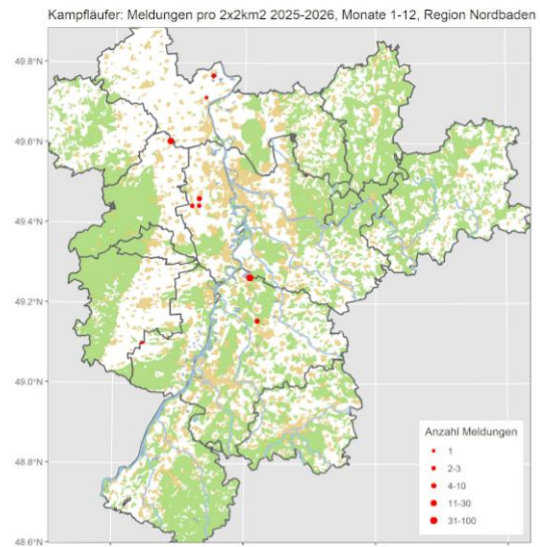 Kampfläufer: Meldungen pro 2x2km2 2025-2026, Monate 1-12, Region Nordbaden
49.8°N
49.6°N
49.4°N
49.2°N
49.0°N
48.8°N
48.6°N
Anzahl Meldungen
1
2-3
4-10
11-30
31-100